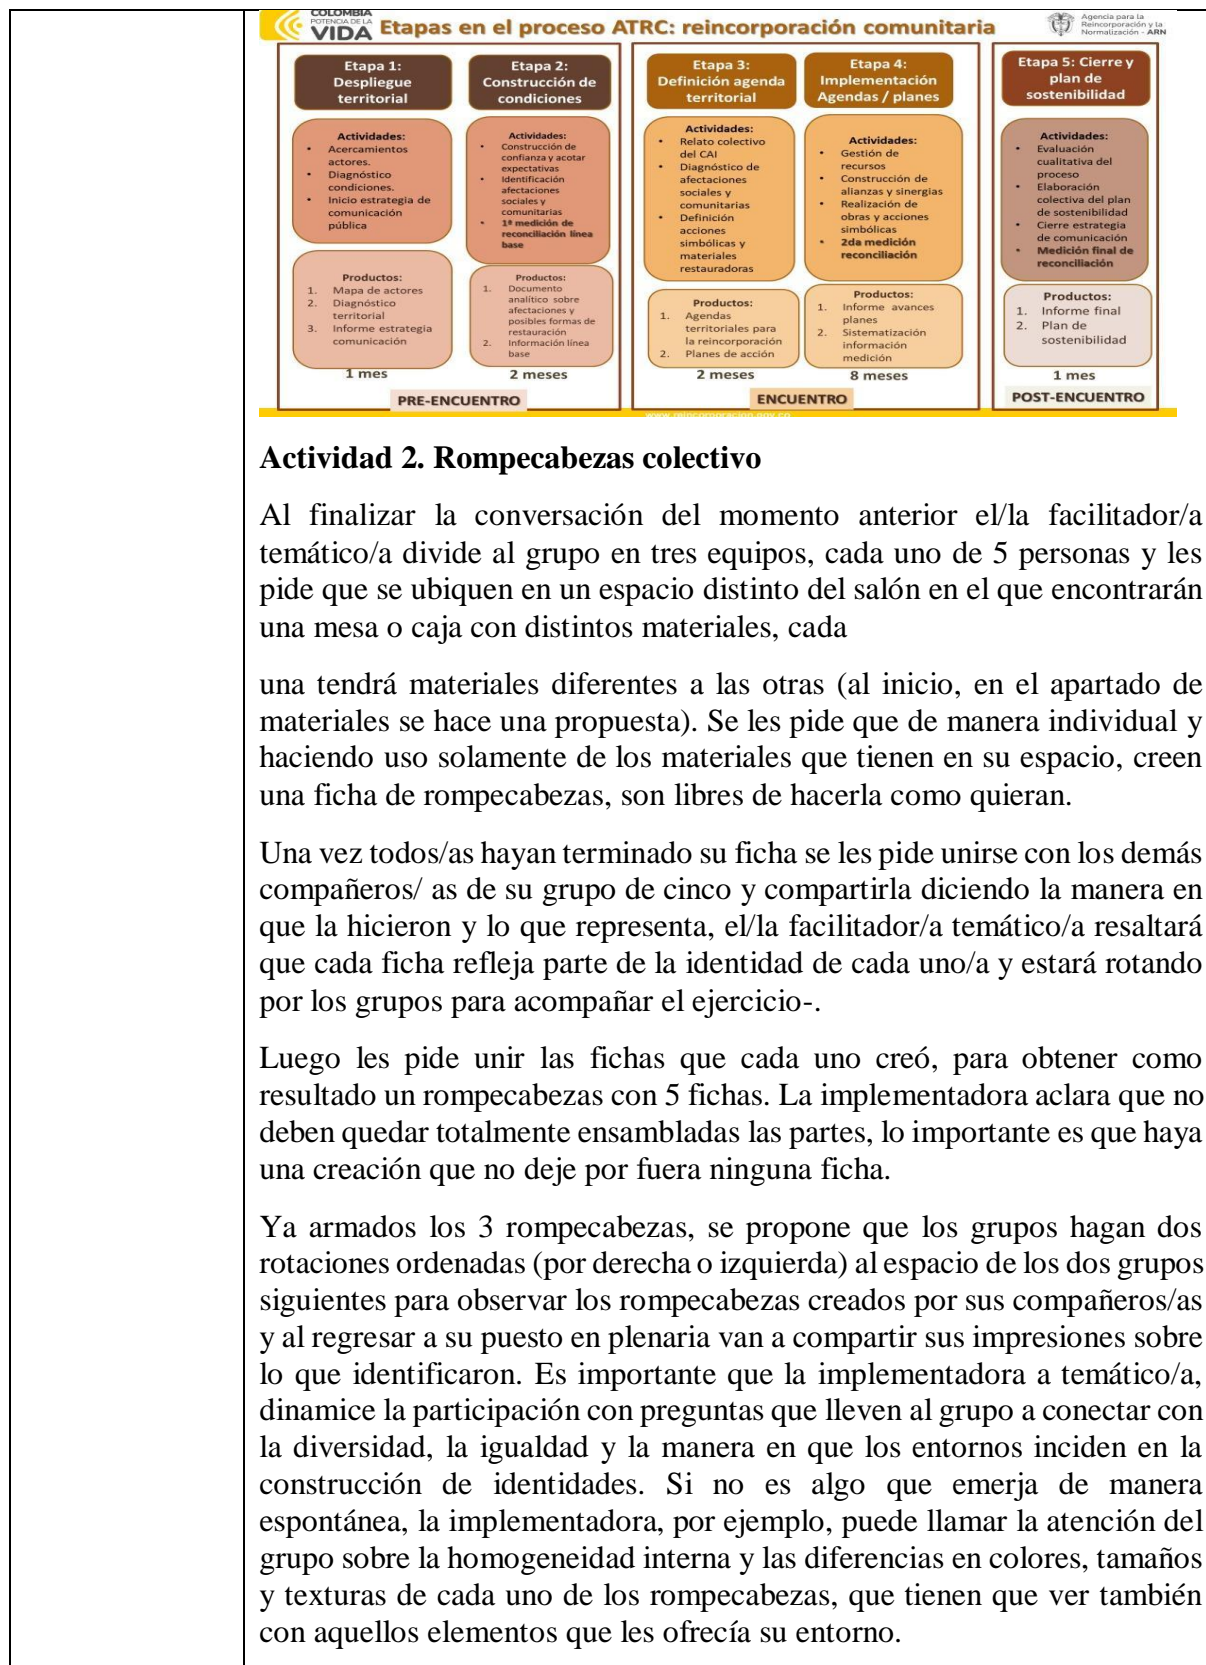 COLOMBIA
POTENCIA DE LA
VIDA
Etapas en el proceso ATRC: reincorporación comunitaria
Agencia para la
Reincorporación y la
Normalización - ARN
Etapa 1:
Despliegue
territorial
Actividades:
• Acercamientos
actores.
• Diagnóstico
condiciones.
• Inicio estrategia de
comunicación
pública
Productos:
1. Mapa de actores
2. Diagnóstico
territorial
3. Informe estrategia
comunicación
1 mes
Etapa 2:
Construcción de
condiciones
Actividades:
• Construcción de
confianza y acotar
expectativas
• Identificación
afectaciones
sociales y
comunitarias
• 1ª medición de
reconciliación línea
base
Productos:
1. Documento
analítico sobre
afectaciones y
posibles formas de
restauración
2. Información línea
base
2 meses
PRE-ENCUENTRO
Etapa 3:
Definición agenda
territorial
Actividades:
• Relato colectivo
del CAI
• Diagnóstico de
afectaciones
sociales y
comunitarias
• Definición
acciones
simbólicas y
materiales
restauradoras
Productos:
1. Agendas
territoriales para
la reincorporación
2. Planes de acción
2 meses
Etapa 4:
Implementación
Agendas / planes
Actividades:
• Gestión de
recursos
• Construcción de
alianzas y sinergias
• Realización de
obras y acciones
simbólicas
• 2da medición
reconciliación
Productos:
1. Informe avances
planes
2. Sistematización
información
medición
8 meses
ENCUENTRO
Etapa 5: Cierre y
plan de
sostenibilidad
Actividades:
• Evaluación
cualitativa del
proceso
• Elaboración
colectiva del plan
de sostenibilidad
• Cierre estrategia
de comunicación
• Medición final de
reconciliación
Productos:
1. Informe final
2. Plan de
sostenibilidad
1 mes
POST-ENCUENTRO
www.reincorporacion.gov.co
Actividad 2. Rompecabezas colectivo
Al finalizar la conversación del momento anterior el/la facilitador/a
temático/a divide al grupo en tres equipos, cada uno de 5 personas y les
pide que se ubiquen en un espacio distinto del salón en el que encontrarán
una mesa o caja con distintos materiales, cada
una tendrá materiales diferentes a las otras (al inicio, en el apartado de
materiales se hace una propuesta). Se les pide que de manera individual y
haciendo uso solamente de los materiales que tienen en su espacio, creen
una ficha de rompecabezas, son libres de hacerla como quieran.
Una vez todos/as hayan terminado su ficha se les pide unirse con los demás
compañeros/ as de su grupo de cinco y compartirla diciendo la manera en
que la hicieron y lo que representa, el/la facilitador/a temático/a resaltará
que cada ficha refleja parte de la identidad de cada uno/a y estará rotando
por los grupos para acompañar el ejercicio-.
Luego les pide unir las fichas que cada uno creó, para obtener como
resultado un rompecabezas con 5 fichas. La implementadora aclara que no
deben quedar totalmente ensambladas las partes, lo importante es que haya
una creación que no deje por fuera ninguna ficha.
Ya armados los 3 rompecabezas, se propone que los grupos hagan dos
rotaciones ordenadas (por derecha o izquierda) al espacio de los dos grupos
siguientes para observar los rompecabezas creados por sus compañeros/as
y al regresar a su puesto en plenaria van a compartir sus impresiones sobre
lo que identificaron. Es importante que la implementadora a temático/a,
dinamice la participación con preguntas que lleven al grupo a conectar con
la diversidad, la igualdad y la manera en que los entornos inciden en la
construcción de identidades. Si no es algo que emerja de manera
espontánea, la implementadora, por ejemplo, puede llamar la atención del
grupo sobre la homogeneidad interna y las diferencias en colores, tamaños
y texturas de cada uno de los rompecabezas, que tienen que ver también
con aquellos elementos que les ofrecía su entorno.